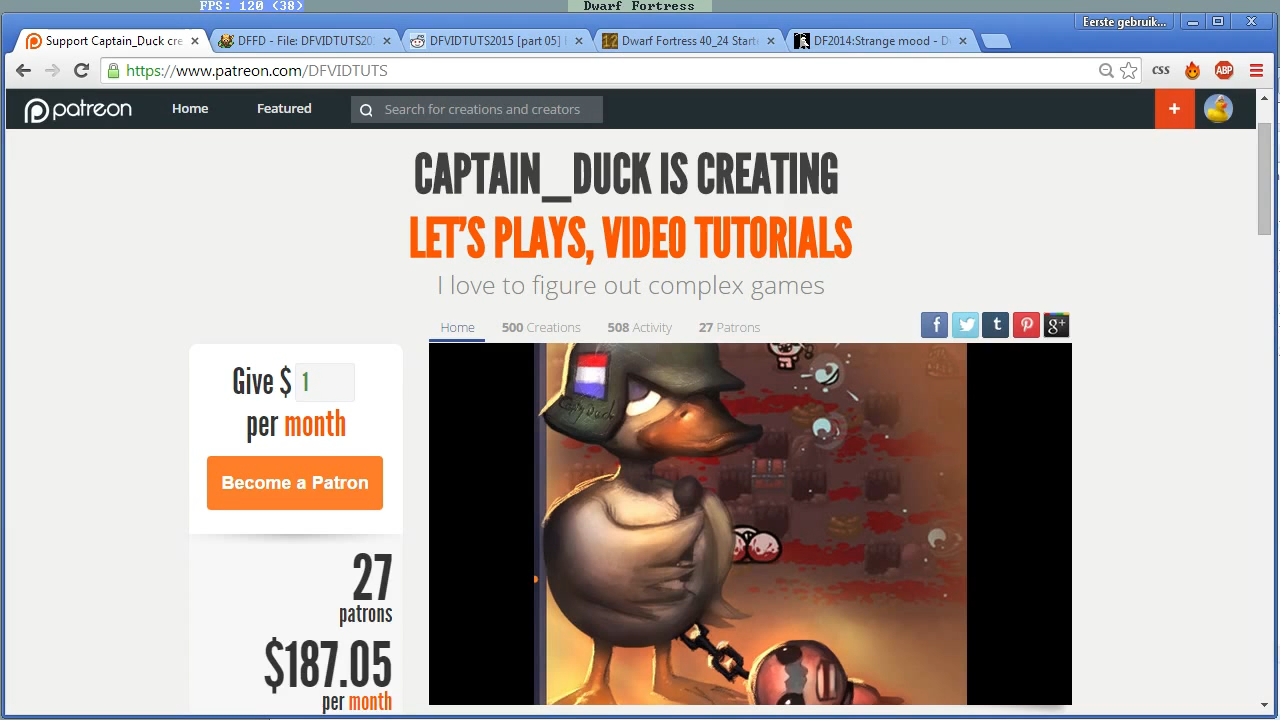 FPS: 120 (38)
Dwarf Fortress
Eerste gebruik...
Support Captain_Duck cre
DFFD - File: DFVIDTUTS201
DFVIDTUTS2015 [part 05]
Dwarf Fortress 40_24 Start
DF2014:Strange mood - D
https://www.patreon.com/DFVIDTUTS
CSS
ABP
patreon
Home
Featured
Search for creations and creators
+
CAPTAIN_DUCK IS CREATING
LET'S PLAYS, VIDEO TUTORIALS
I love to figure out complex games
Home
500 Creations
508 Activity
27 Patrons
f
t
g+
Give $ 1
per month
Become a Patron
27
patrons
$187.05
per month